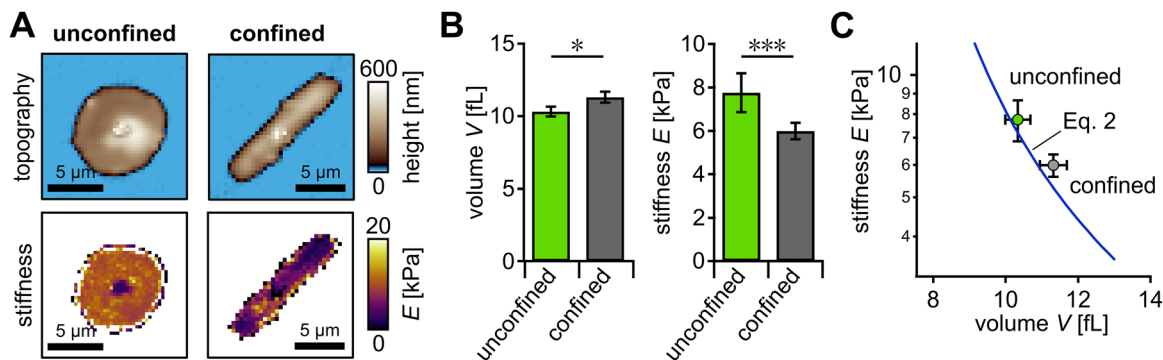 A
unconfined
confined
topography
5 μm
5 μm
600
0
height [nm]
stiffness
5 μm
5 μm
20
0
E [kPa]
B
volume V [fL]
15
10
5
0
*
unconfined
confined
stiffness E [kPa]
10
8
6
4
2
0
***
unconfined
confined
C
stiffness E [kPa]
10
9
8
7
6
5
4
unconfined
Eq. 2
confined
8
10
12
14
volume V [fL]